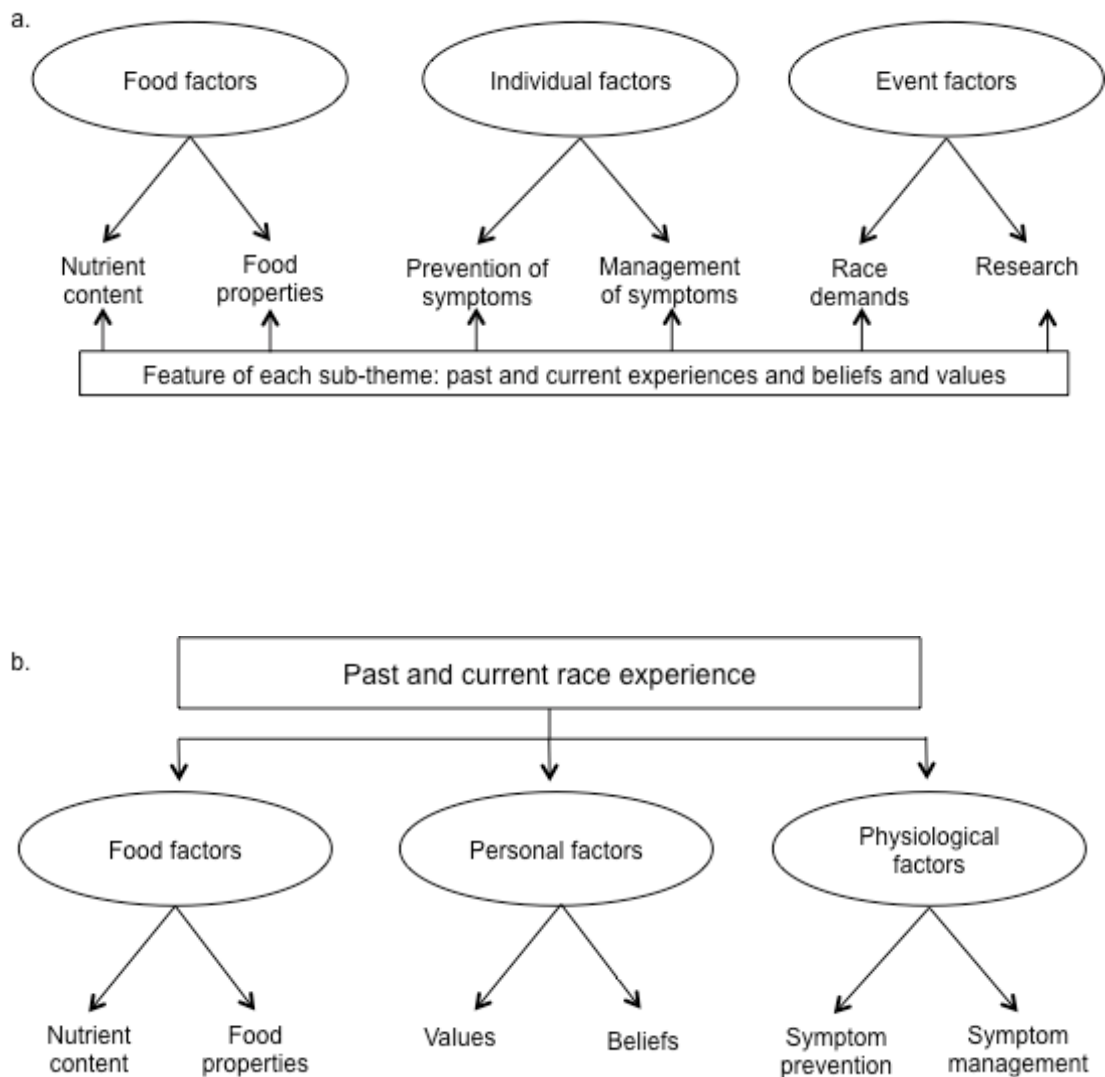 a.
Food factors
Individual factors
Event factors
Nutrient
content
Food
properties
Prevention of
symptoms
Management
of symptoms
Race
demands
Research
Feature of each sub-theme: past and current experiences and beliefs and values
b.
Past and current race experience
Food factors
Personal factors
Physiological
factors
Nutrient
content
Food
properties
Values
Beliefs
Symptom
prevention
Symptom
management